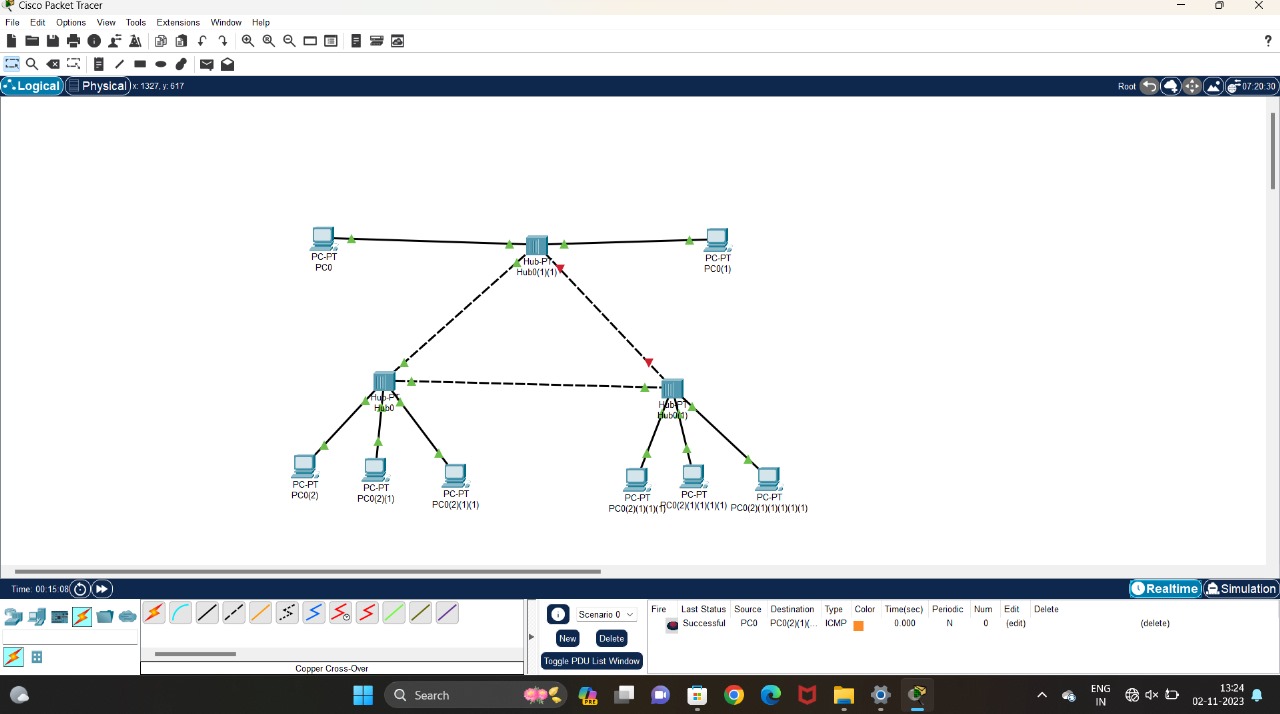 Cisco Packet Tracer
File Edit Options View Tools Extensions Window Help
?
Logical Physical x: 1327, y: 617 Root 07:20:30
PC-PT
PC0
Hub-PT
Hub0(1)(1)
PC-PT
PC0(1)
Hub-PT
Hub0
Hub-PT
Hub0(1)
PC-PT
PC0(2)
PC-PT
PC0(2)(1)
PC-PT
PC0(2)(1)(1)
PC-PT
PC0(2)(1)(1)(1)
PC-PT
PC0(2)(1)(1)(1)(1)
PC-PT
PC0(2)(1)(1)(1)(1)(1)
Time: 00:15:08 Realtime Simulation
Scenario 0
New Delete
Toggle PDU List Window
Fire Last Status Source Destination Type Color Time(sec) Periodic Num Edit Delete
Successful PC0 PC0(2)(1)(... ICMP 0.000 N 0 (edit) (delete)
Copper Cross-Over
Search
PRE
ENG
IN
13:24
02-11-2023